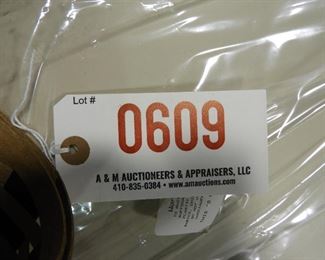 Lot #
0609
A & M AUCTIONEERS & APPRAISERS, LLC
410-835-0384 • www.amauctions.com